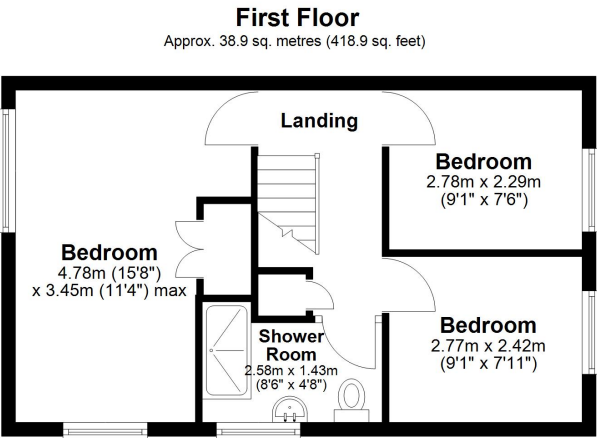 First Floor
Approx. 38.9 sq. metres (418.9 sq. feet)
Landing
Bedroom
2.78m x 2.29m
(9'1" x 7'6")
Bedroom
4.78m (15'8")
x 3.45m (11'4") max
Bedroom
2.77m x 2.42m
(9'1" x 7'11")
Shower
Room
2.58m x 1.43m
(8'6" x 4'8")